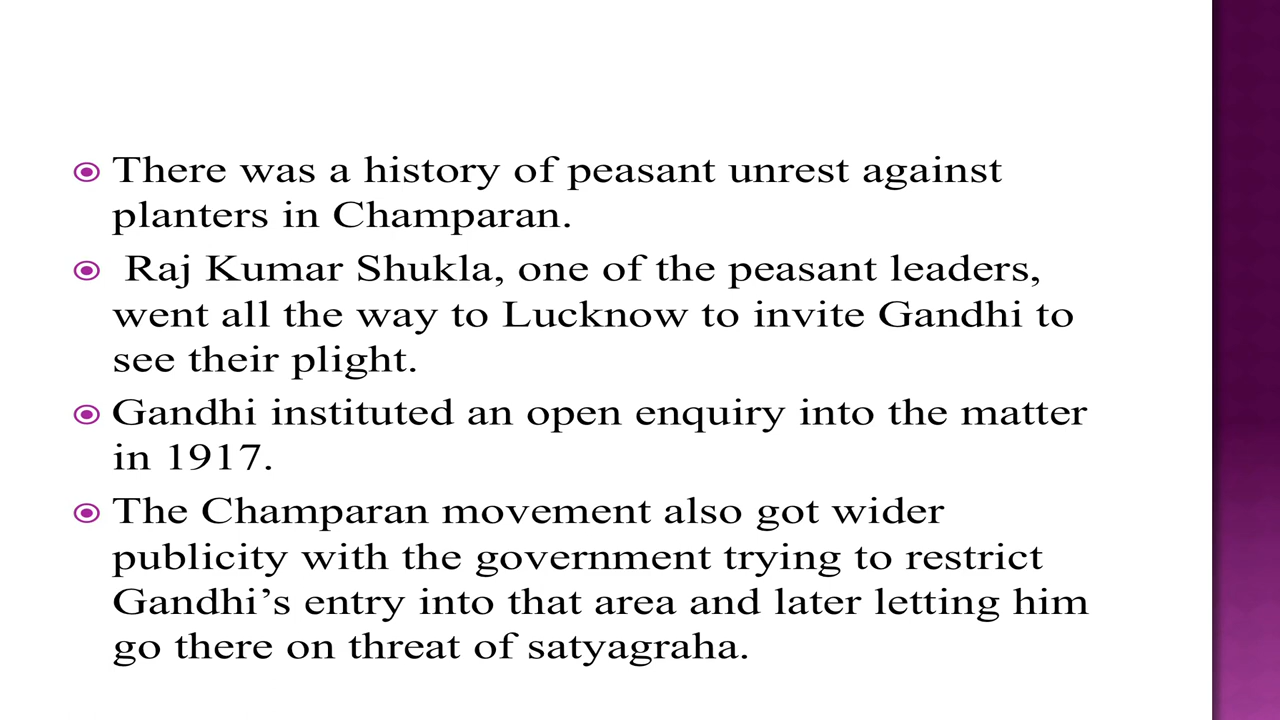 There was a history of peasant unrest against
planters in Champaran.
Raj Kumar Shukla, one of the peasant leaders,
went all the way to Lucknow to invite Gandhi to
see their plight.
Gandhi instituted an open enquiry into the matter
in 1917.
The Champaran movement also got wider
publicity with the government trying to restrict
Gandhi’s entry into that area and later letting him
go there on threat of satyagraha.